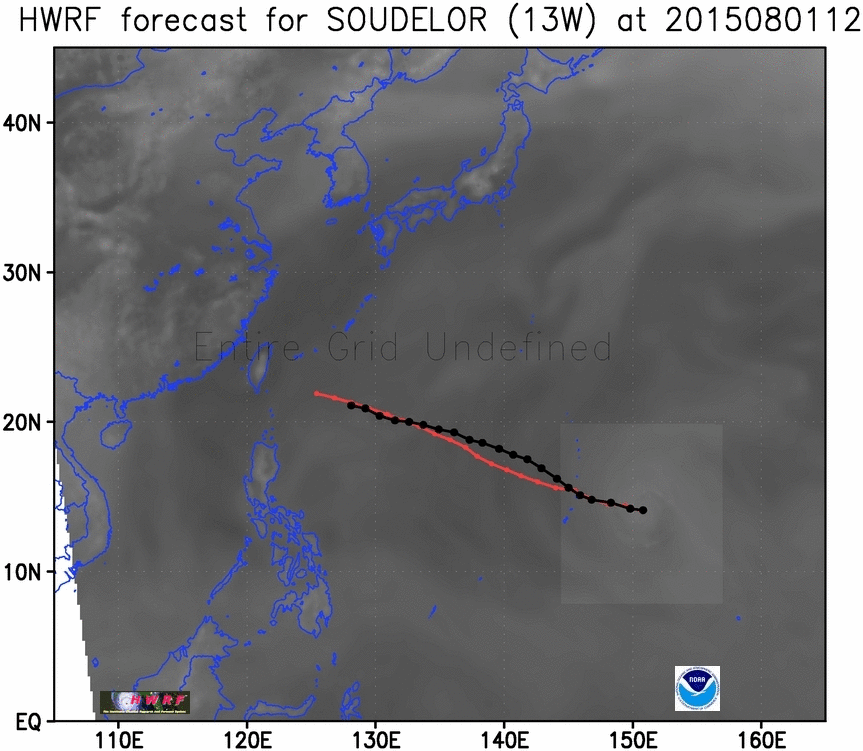 HWRF forecast for SOUDELOR (13W) at 2015080112
40N
30N
Entire Grid Undefined
20N
10N
HWRF
NOAA
EQ
110E 120E 130E 140E 150E 160E